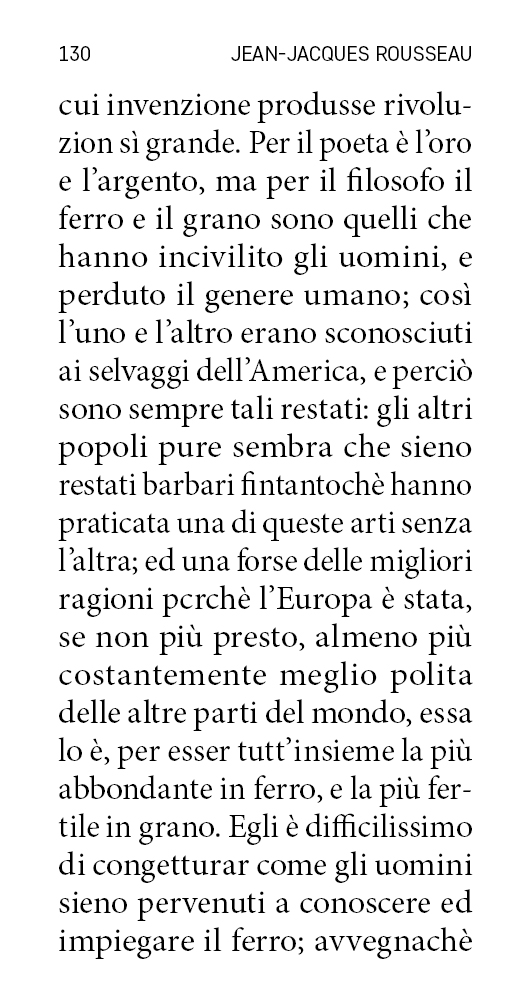 130 JEAN-JACQUES ROUSSEAU
cui invenzione produsse rivolu-
zion sì grande. Per il poeta è l’oro
e l’argento, ma per il filosofo il
ferro e il grano sono quelli che
hanno incivilito gli uomini, e
perduto il genere umano; così
l’uno e l’altro erano sconosciuti
ai selvaggi dell’America, e perciò
sono sempre tali restati: gli altri
popoli pure sembra che sieno
restati barbari fintantochè hanno
praticata una di queste arti senza
l’altra; ed una forse delle migliori
ragioni pcrchè l’Europa è stata,
se non più presto, almeno più
costantemente meglio polita
delle altre parti del mondo, essa
lo è, per esser tutt’insieme la più
abbondante in ferro, e la più fer-
tile in grano. Egli è difficilissimo
di congetturar come gli uomini
sieno pervenuti a conoscere ed
impiegare il ferro; avvegnachè